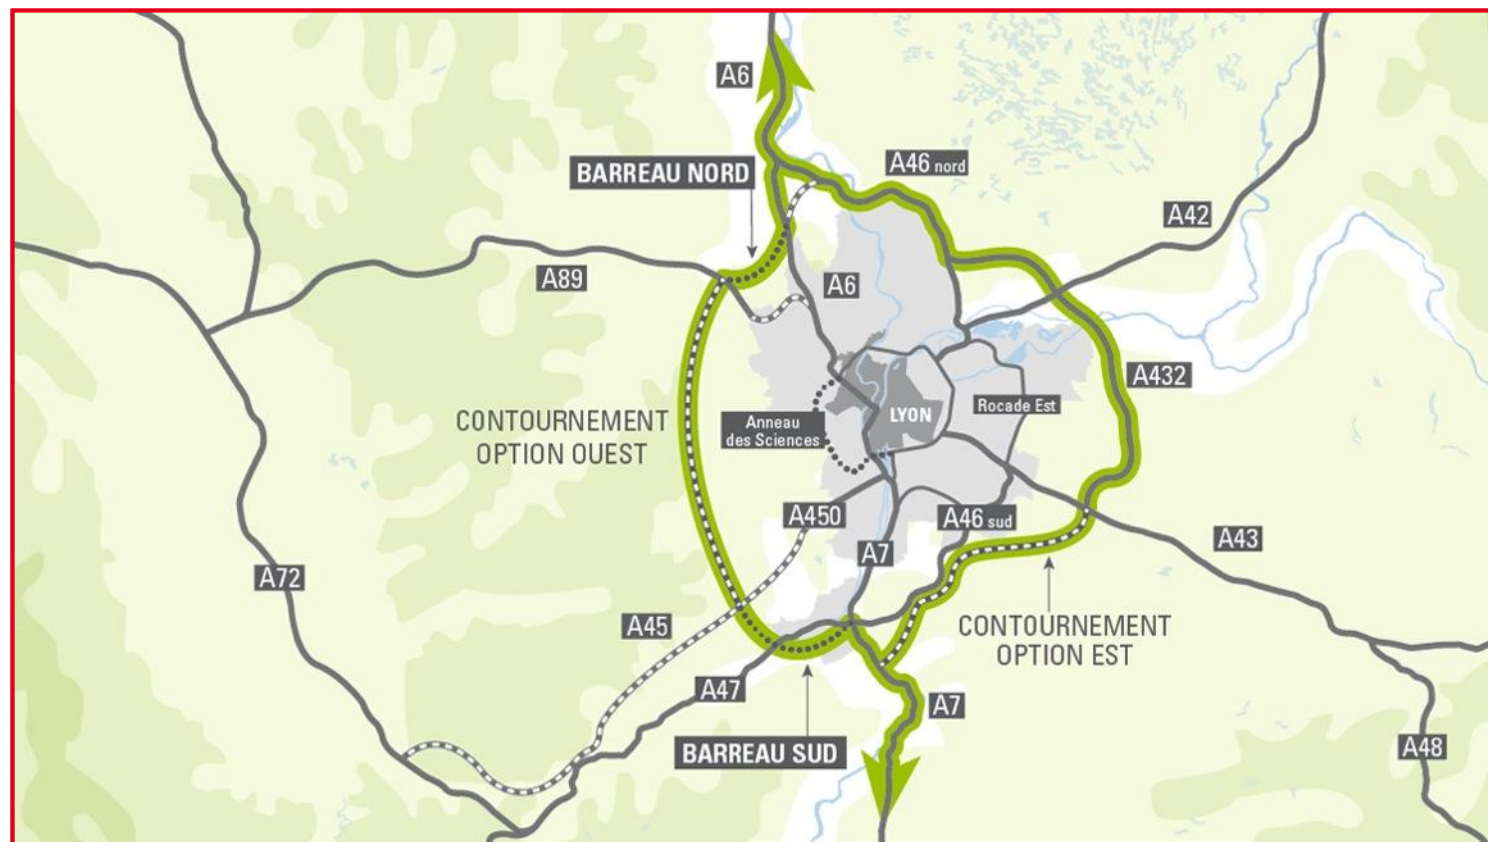 A6
A46 nord
BARREAU NORD
A42
A89
A6
A432
Rocade Est
LYON
CONTOURNEMENT
OPTION OUEST
Anneau
des Sciences
A450
A46 sud
A43
A7
A72
A45
CONTOURNEMENT
OPTION EST
A47
A7
BARREAU SUD
A48